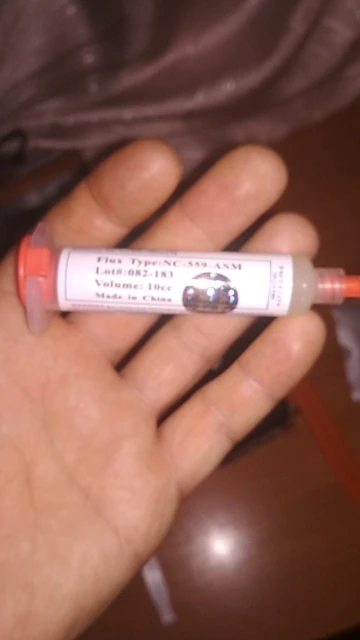 Flux Type:NC-559-ASM
Lot#:082-183
Volume: 10cc
Made in China